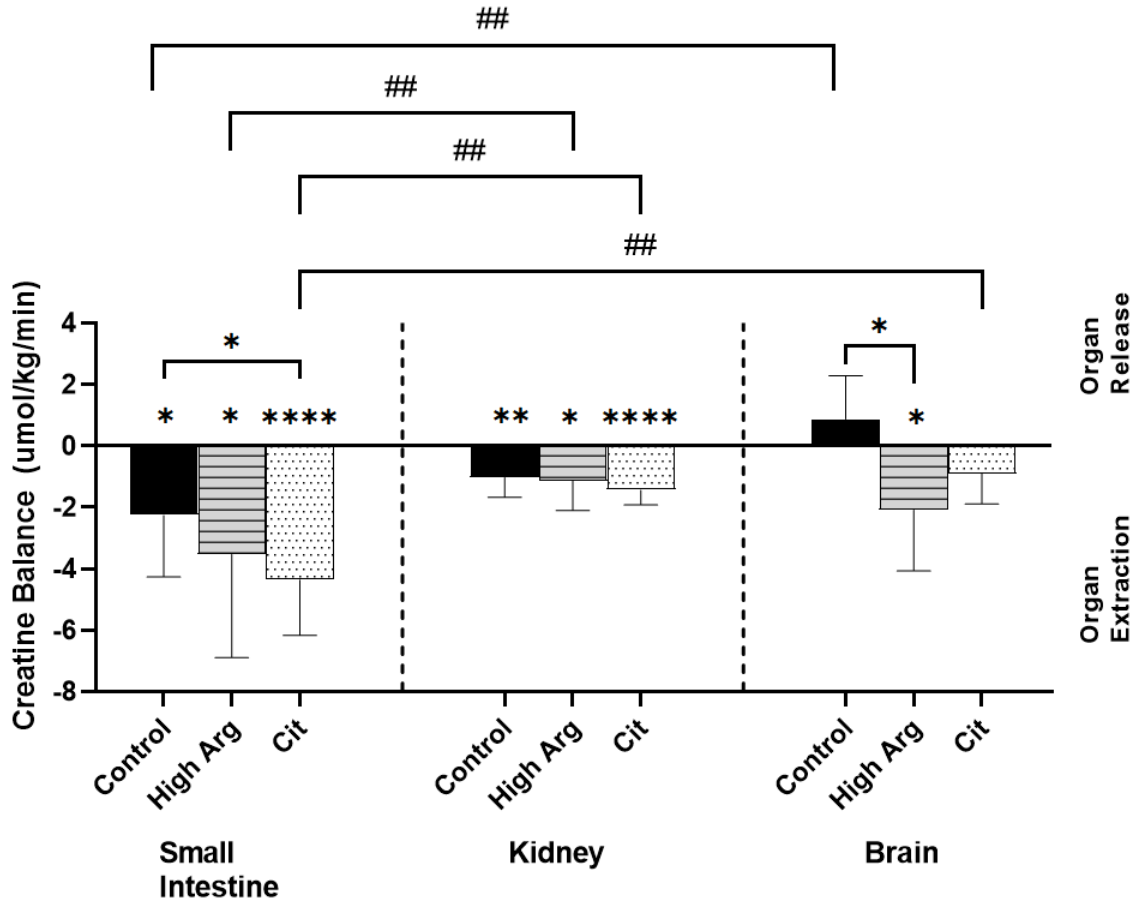 ##
##
##
##
Creatine Balance (umol/kg/min)
4
2
0
-2
-4
-6
-8
*
*
*
*
****
**
*
****
*
Organ
Release
Organ
Extraction
Control
High Arg
Cit
Control
High Arg
Cit
Control
High Arg
Cit
Small
Intestine
Kidney
Brain